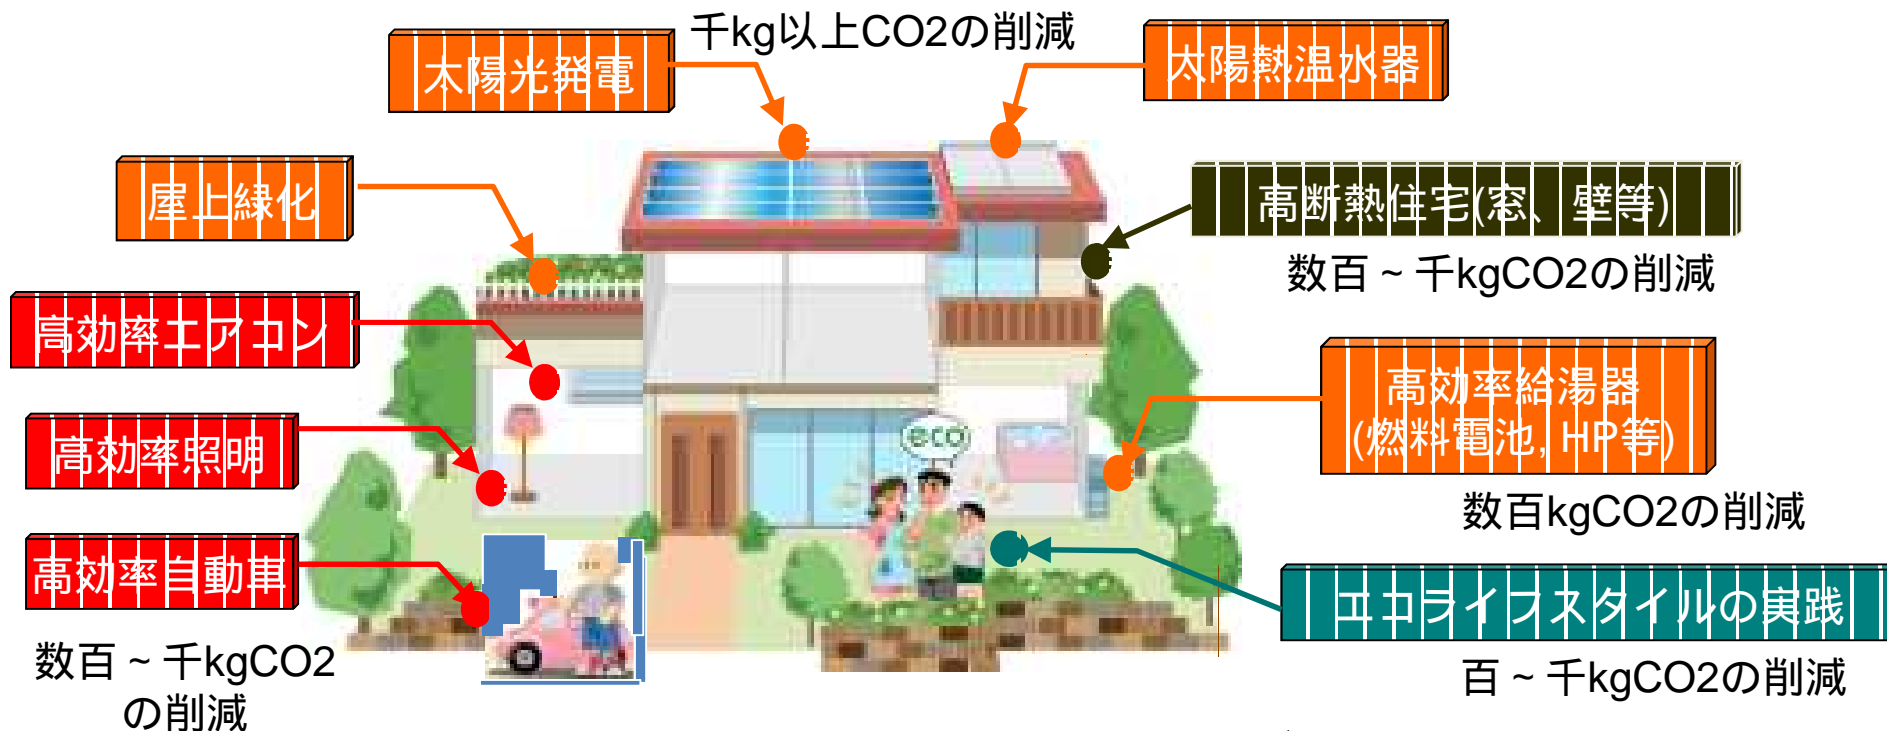 千kg以上CO2の削減
太陽光発電
太陽熱温水器
屋上緑化
高断熱住宅(窓、壁等)
数百~千kgCO2の削減
高効率エアコン
高効率給湯器
(燃料電池, HP等)
数百kgCO2の削減
高効率照明
eco
高効率自動車
数百~千kgCO2
の削減
エコライフスタイルの実践
百~千kgCO2の削減